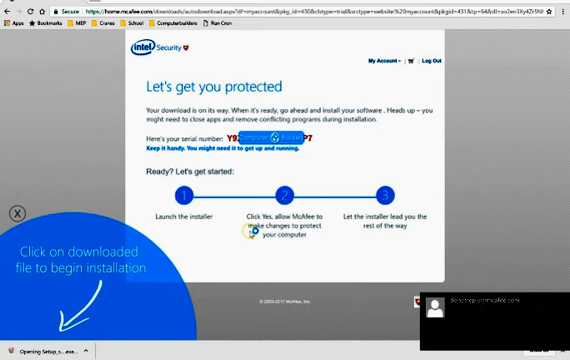 Secure
https://home.mcafee.com/downloads/autodownload.aspx?
Apps Bookmarks MEP Cranes School Computerbuilders Run Cron
intel Security
My Account Log Out
Let's get you protected
Your download is on its way. When it's ready, go ahead and install your software. Heads up – you
might need to close apps and remove conflicting programs during installation.
Here's your serial number: Computer Builders P7
Keep it handy. You might need it to get up and running.
Ready? Let's get started:
1 2 3
Launch the installer
Click Yes, allow McAfee to
make changes to protect
your computer
Let the installer lead you the
rest of the way
X
Click on downloaded
file to begin installation
© 2003-2017 McAfee, Inc.
Opening Setup_s....exe